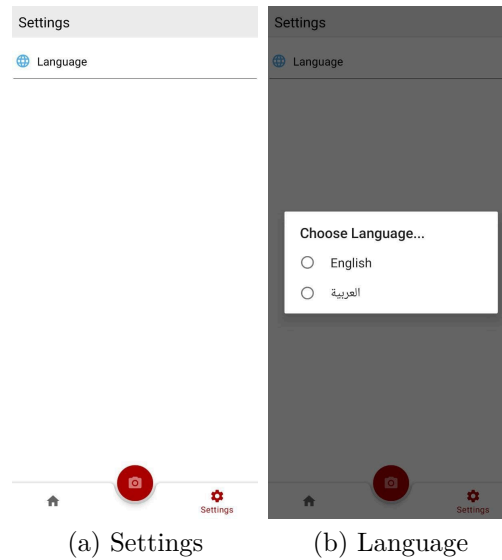 Settings
Language
Settings
(a) Settings
Settings
Language
Choose Language...
English
العربية
Settings
(b) Language